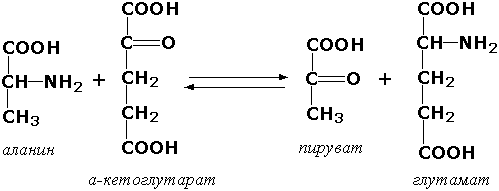 COOH
CH—NH2
CH3
аланин
+
COOH
C=O
CH2
CH2
COOH
а-кетоглутарат
COOH
C=O
CH3
пируват
+
COOH
CH—NH2
CH2
CH2
COOH
глутамат